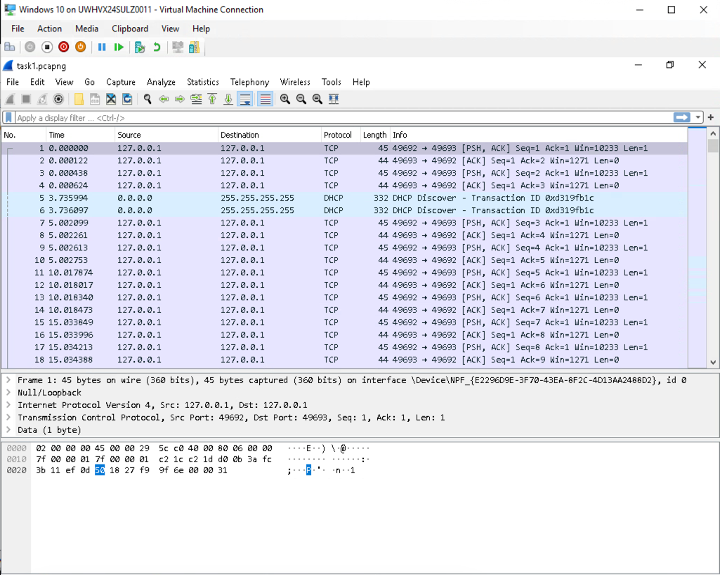 Windows 10 on UWHVX24SULZ0011 - Virtual Machine Connection
File Action Media Clipboard View Help
task1.pcapng
File Edit View Go Capture Analyze Statistics Telephony Wireless Tools Help
Apply a display filter ... <Ctrl-/>
No. Time Source Destination Protocol Length Info
1 0.000000 127.0.0.1 127.0.0.1 TCP 45 49692 → 49693 [PSH, ACK] Seq=1 Ack=1 Win=10233 Len=1
2 0.000122 127.0.0.1 127.0.0.1 TCP 44 49693 → 49692 [ACK] Seq=1 Ack=2 Win=1271 Len=0
3 0.000438 127.0.0.1 127.0.0.1 TCP 45 49692 → 49693 [PSH, ACK] Seq=2 Ack=1 Win=10233 Len=1
4 0.000624 127.0.0.1 127.0.0.1 TCP 44 49693 → 49692 [ACK] Seq=1 Ack=3 Win=1271 Len=0
5 3.735994 0.0.0.0 255.255.255.255 DHCP 332 DHCP Discover - Transaction ID 0xd319fb1c
6 3.736097 0.0.0.0 255.255.255.255 DHCP 332 DHCP Discover - Transaction ID 0xd319fb1c
7 5.002099 127.0.0.1 127.0.0.1 TCP 45 49692 → 49693 [PSH, ACK] Seq=3 Ack=1 Win=10233 Len=1
8 5.002261 127.0.0.1 127.0.0.1 TCP 44 49693 → 49692 [ACK] Seq=1 Ack=4 Win=1271 Len=0
9 5.002613 127.0.0.1 127.0.0.1 TCP 45 49692 → 49693 [PSH, ACK] Seq=4 Ack=1 Win=10233 Len=1
10 5.002753 127.0.0.1 127.0.0.1 TCP 44 49693 → 49692 [ACK] Seq=1 Ack=5 Win=1271 Len=0
11 10.017874 127.0.0.1 127.0.0.1 TCP 45 49692 → 49693 [PSH, ACK] Seq=5 Ack=1 Win=10233 Len=1
12 10.018017 127.0.0.1 127.0.0.1 TCP 44 49693 → 49692 [ACK] Seq=1 Ack=6 Win=1271 Len=0
13 10.018340 127.0.0.1 127.0.0.1 TCP 45 49692 → 49693 [PSH, ACK] Seq=6 Ack=1 Win=10233 Len=1
14 10.018473 127.0.0.1 127.0.0.1 TCP 44 49693 → 49692 [ACK] Seq=1 Ack=7 Win=1271 Len=0
15 15.033849 127.0.0.1 127.0.0.1 TCP 45 49692 → 49693 [PSH, ACK] Seq=7 Ack=1 Win=10233 Len=1
16 15.033996 127.0.0.1 127.0.0.1 TCP 44 49693 → 49692 [ACK] Seq=1 Ack=8 Win=1271 Len=0
17 15.034213 127.0.0.1 127.0.0.1 TCP 45 49692 → 49693 [PSH, ACK] Seq=8 Ack=1 Win=10233 Len=1
18 15.034388 127.0.0.1 127.0.0.1 TCP 44 49693 → 49692 [ACK] Seq=1 Ack=9 Win=1271 Len=0
Frame 1: 45 bytes on wire (360 bits), 45 bytes captured (360 bits) on interface \Device\NPF_{E2296D9E-3F70-43EA-8F2C-4D13AA2488D2}, id 0
Null/Loopback
Internet Protocol Version 4, Src: 127.0.0.1, Dst: 127.0.0.1
Transmission Control Protocol, Src Port: 49692, Dst Port: 49693, Seq: 1, Ack: 1, Len: 1
Data (1 byte)
0000 02 00 00 00 45 00 00 29 5c c0 40 00 80 06 00 00 ····E··) \·@·····
0010 7f 00 00 01 7f 00 00 01 c2 1c c2 1d d0 0b 3a fc ········ ······:·
0020 3b 11 ef 0d 50 18 27 f9 9f 6e 00 00 31 ;···P·'· ·n··1